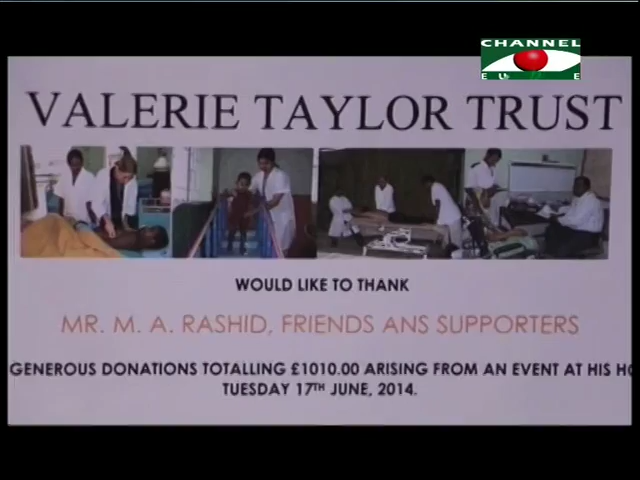 CHANNEL
VALERIE TAYLOR TRUST
WOULD LIKE TO THANK
MR. M. A. RASHID, FRIENDS ANS SUPPORTERS
GENEROUS DONATIONS TOTALLING £1010.00 ARISING FROM AN EVENT AT HIS
TUESDAY 17TH JUNE, 2014.